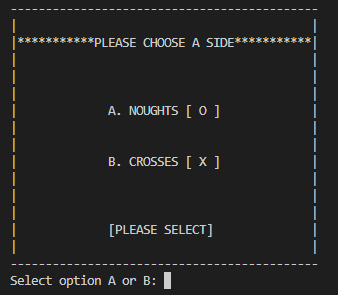 ***********PLEASE CHOOSE A SIDE***********
A. NOUGHTS [ O ]
B. CROSSES [ X ]
[PLEASE SELECT]
Select option A or B: